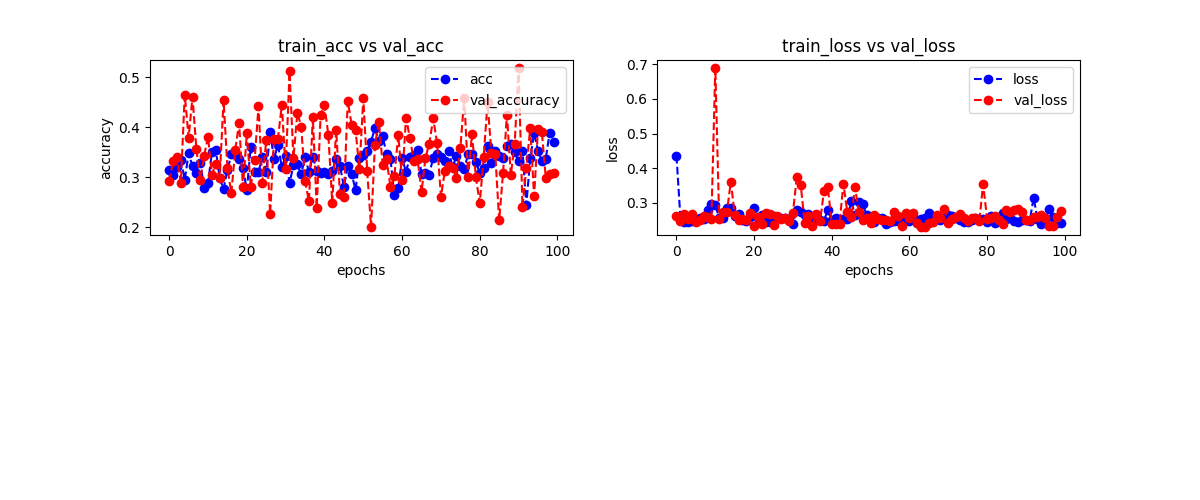 train_acc vs val_acc
acc
val_accuracy
accuracy
0.5
0.4
0.3
0.2
0 20 40 60 80 100
epochs
train_loss vs val_loss
loss
val_loss
loss
0.7
0.6
0.5
0.4
0.3
0 20 40 60 80 100
epochs